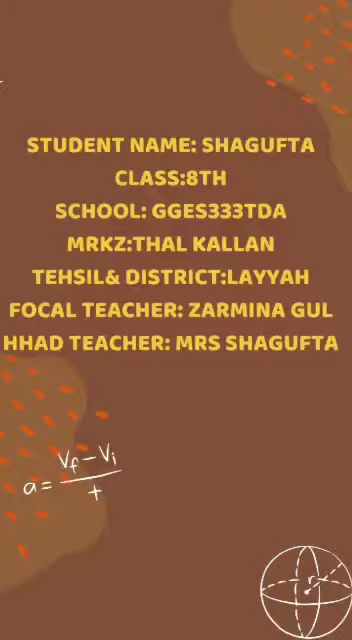 STUDENT NAME: SHAGUFTA
CLASS:8TH
SCHOOL: GGES333TDA
MRKZ:THAL KALLAN
TEHSIL& DISTRICT:LAYYAH
FOCAL TEACHER: ZARMINA GUL
HHAD TEACHER: MRS SHAGUFTA
a = Vf - Vi / t
r